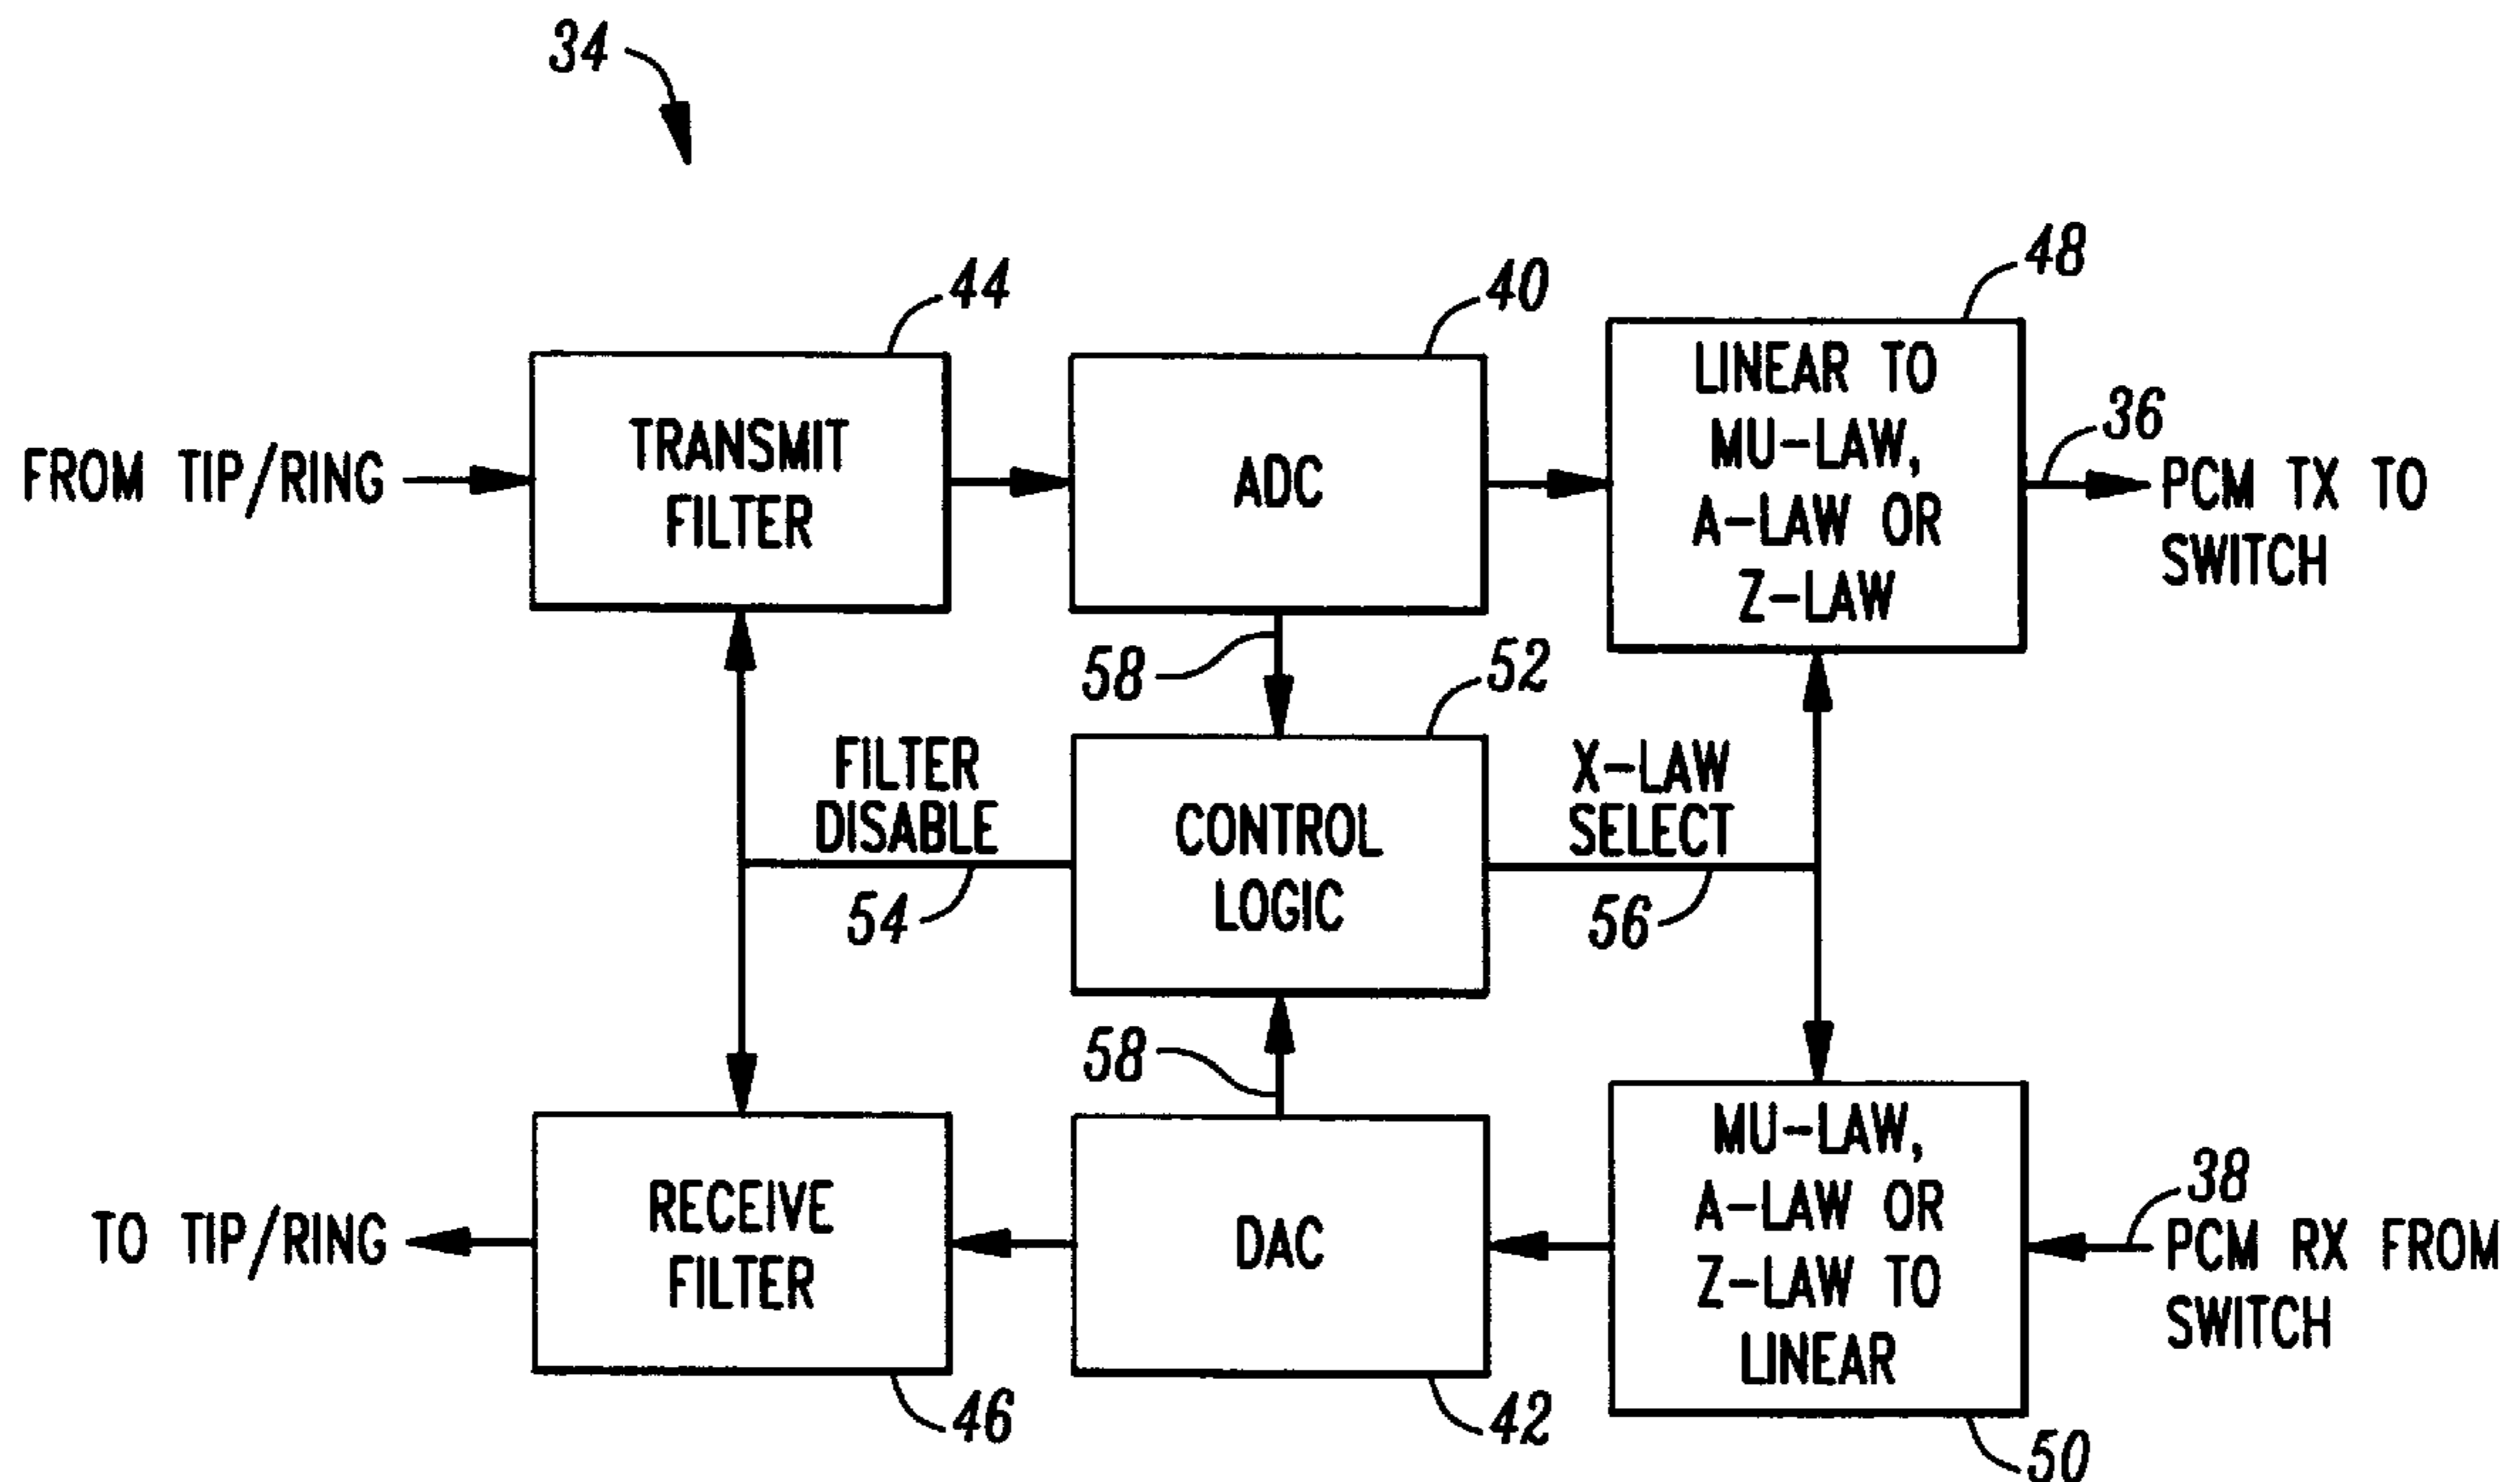 34
44
40
48
FROM TIP/RING
TRANSMIT
FILTER
ADC
LINEAR TO
MU-LAW,
A-LAW OR
Z-LAW
36
PCM TX TO
SWITCH
58
52
FILTER
DISABLE
54
CONTROL
LOGIC
X-LAW
SELECT
56
58
TO TIP/RING
RECEIVE
FILTER
46
DAC
42
MU-LAW,
A-LAW OR
Z-LAW TO
LINEAR
50
38
PCM RX FROM
SWITCH